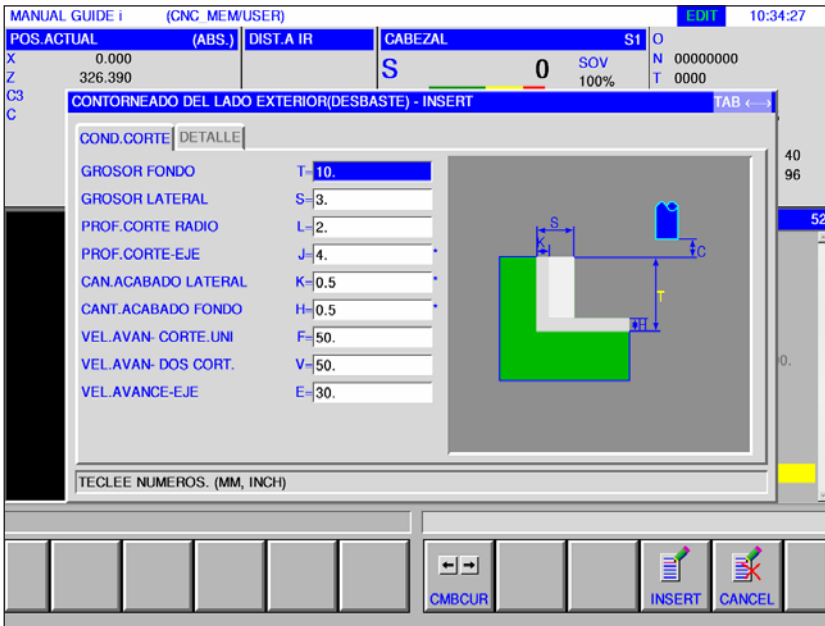 MANUAL GUIDE i (CNC_MEM/USER) EDIT 10:34:27
POS.ACTUAL (ABS.) DIST.A IR CABEZAL S1 O
X 0.000 S 0 SOV N 00000000
Z 326.390 100% T 0000
C3
C
CONTORNEADO DEL LADO EXTERIOR(DESBASTE) - INSERT TAB ←→
COND.CORTE DETALLE
GROSOR FONDO T=10.
GROSOR LATERAL S=3.
PROF.CORTE RADIO L=2.
PROF.CORTE-EJE J=4. *
CAN.ACABADO LATERAL K=0.5 *
CANT.ACABADO FONDO H=0.5 *
VEL.AVAN- CORTE.UNI F=50.
VEL.AVAN- DOS CORT. V=50.
VEL.AVANCE-EJE E=30.
S
K
C
T
H
40
96
52
00.
TECLEE NUMEROS. (MM, INCH)
CMBCUR INSERT CANCEL